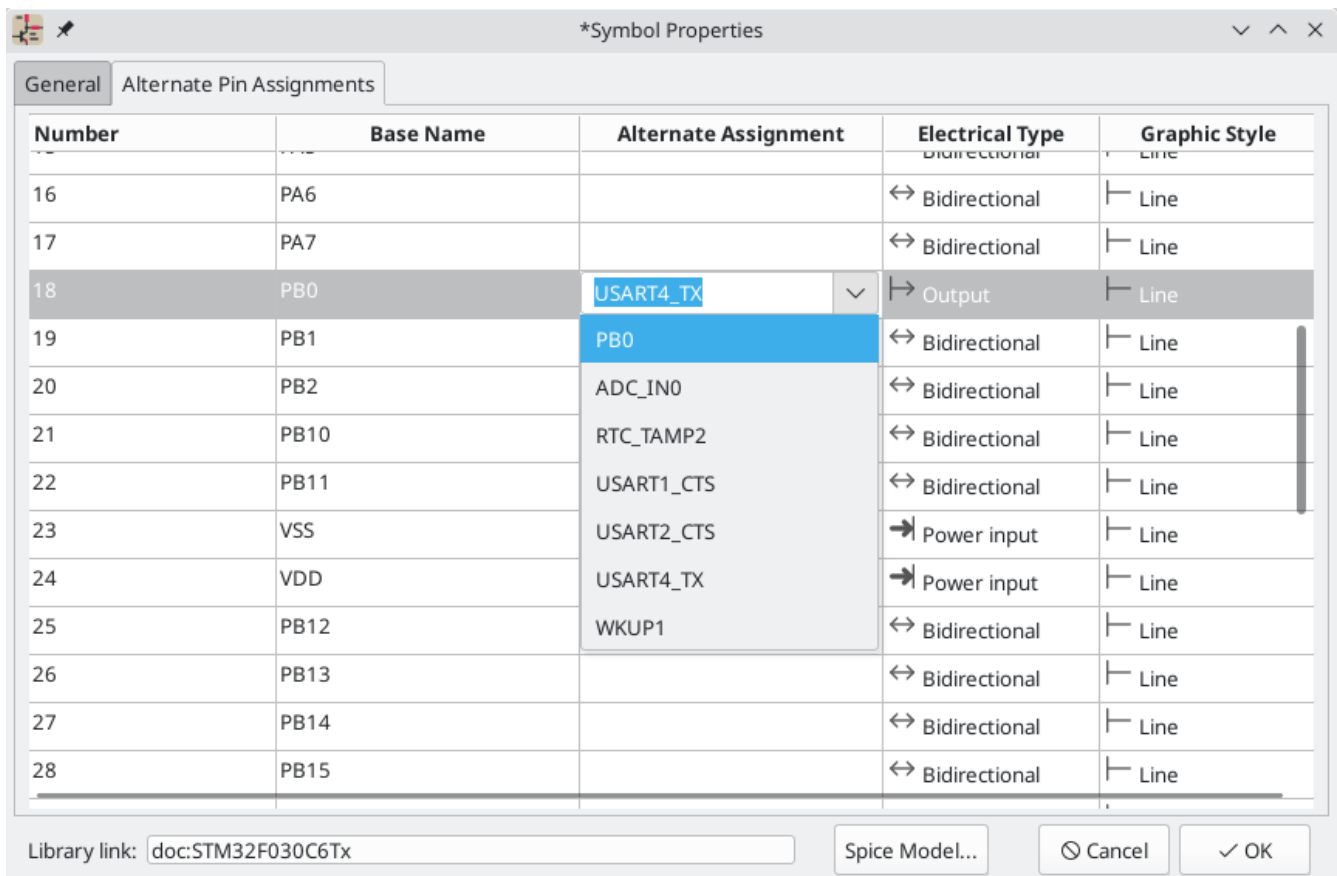 *Symbol Properties
General Alternate Pin Assignments
Number Base Name Alternate Assignment Electrical Type Graphic Style
Bidirectional Line
16 PA6 Bidirectional Line
17 PA7 Bidirectional Line
18 PB0 USART4_TX Output Line
19 PB1 PB0 Bidirectional Line
20 PB2 ADC_IN0 Bidirectional Line
21 PB10 RTC_TAMP2 Bidirectional Line
22 PB11 USART1_CTS Bidirectional Line
23 VSS USART2_CTS Power input Line
24 VDD USART4_TX Power input Line
25 PB12 WKUP1 Bidirectional Line
26 PB13 Bidirectional Line
27 PB14 Bidirectional Line
28 PB15 Bidirectional Line
Library link: doc:STM32F030C6Tx Spice Model... Cancel OK